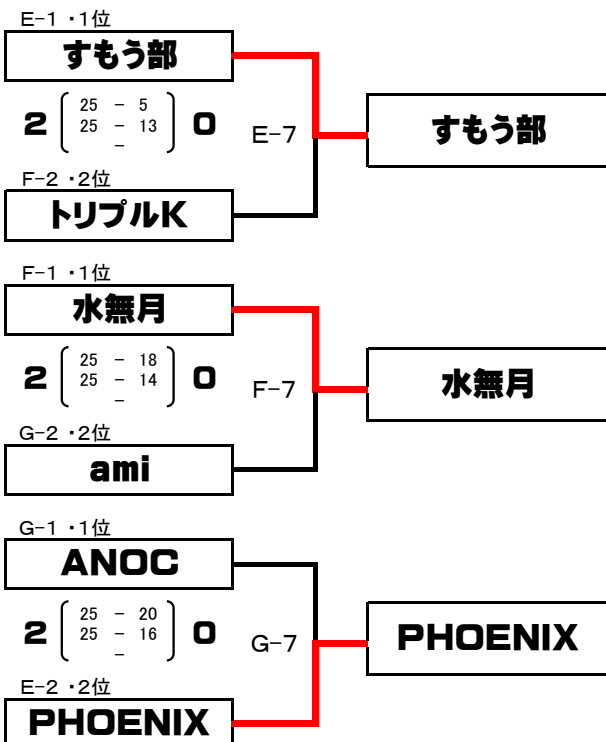 E-1 ・1位
すもう部
2 25 - 5 0
25 - 13
-
E-7
すもう部
F-2 ・2位
トリプルK
F-1 ・1位
水無月
2 25 - 18 0
25 - 14
-
F-7
水無月
G-2 ・2位
ami
G-1 ・1位
ANOC
2 25 - 20 0
25 - 16
-
G-7
PHOENIX
E-2 ・2位
PHOENIX